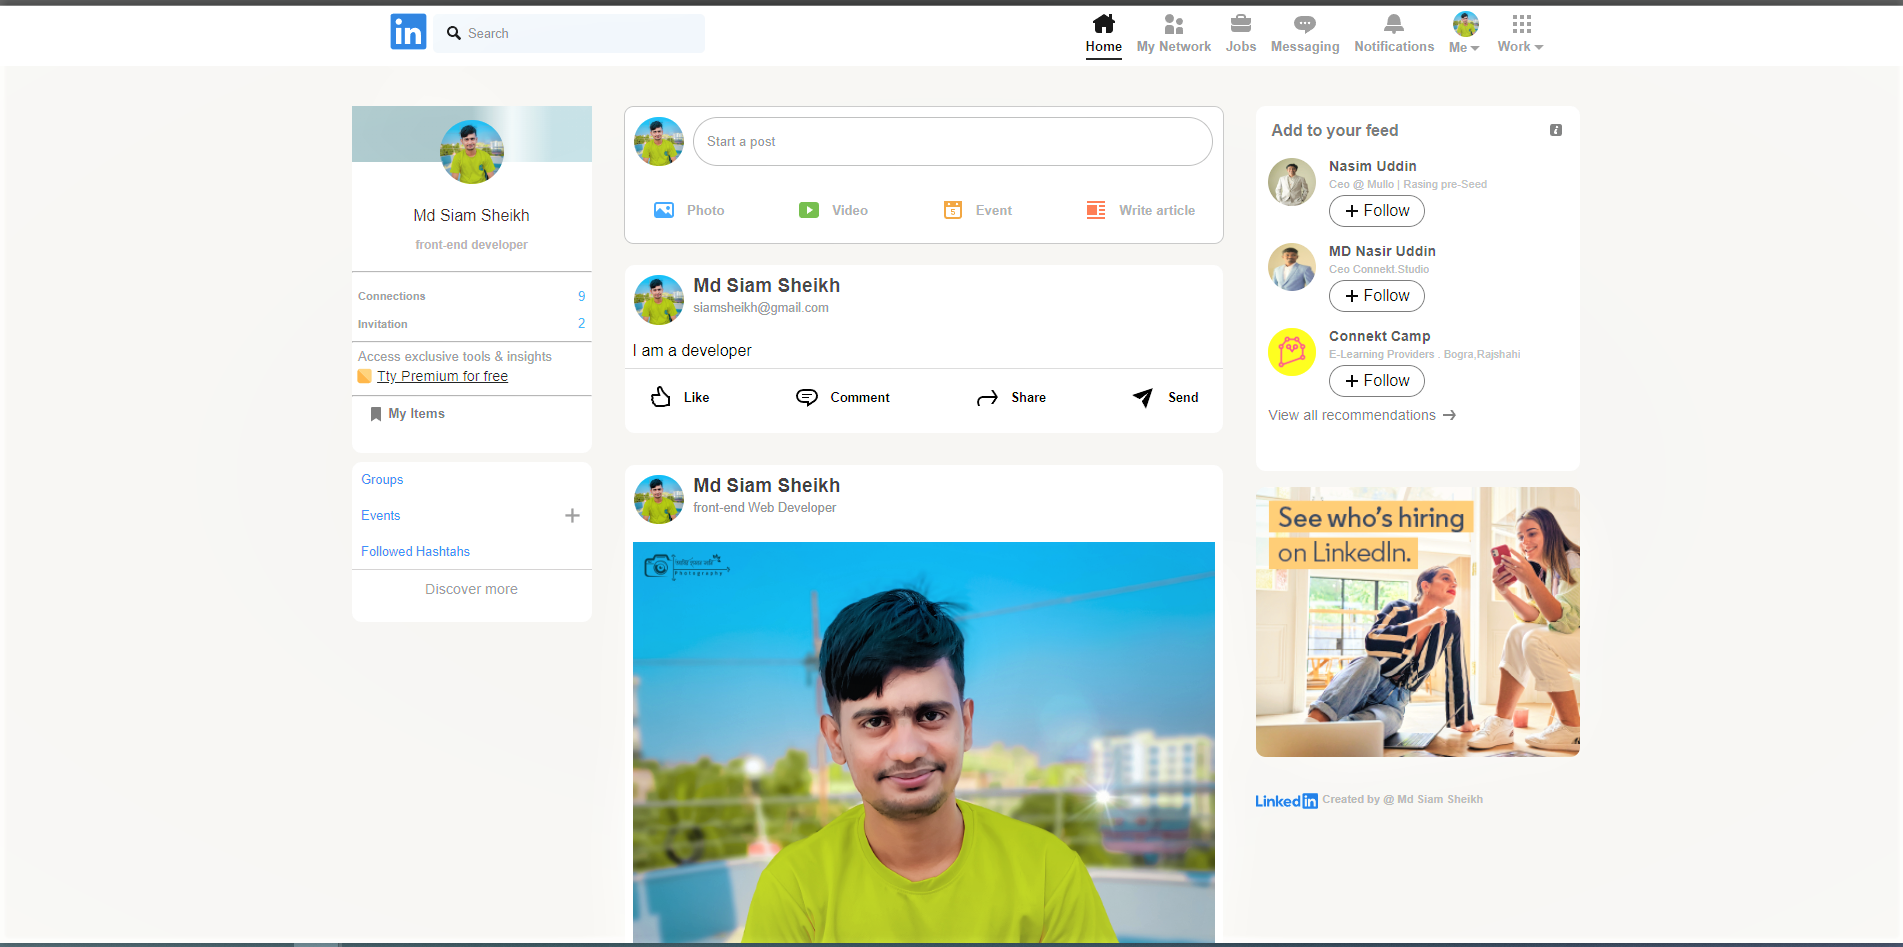 in
Search
Home
My Network
Jobs
Messaging
Notifications
Me
Work
Md Siam Sheikh
front-end developer
Connections 9
Invitation 2
Access exclusive tools & insights
Tty Premium for free
My Items
Groups
Events
Followed Hashtahs
Discover more
Start a post
Photo
Video
5
Event
Write article
Md Siam Sheikh
siamsheikh@gmail.com
I am a developer
Like
Comment
Share
Send
Md Siam Sheikh
front-end Web Developer
Photography
Add to your feed
Nasim Uddin
Ceo @ Mullo | Rasing pre-Seed
Follow
MD Nasir Uddin
Ceo Connekt.Studio
Follow
Connekt Camp
E-Learning Providers . Bogra,Rajshahi
Follow
View all recommendations
See who's hiring
on LinkedIn.
Linkedin Created by @ Md Siam Sheikh